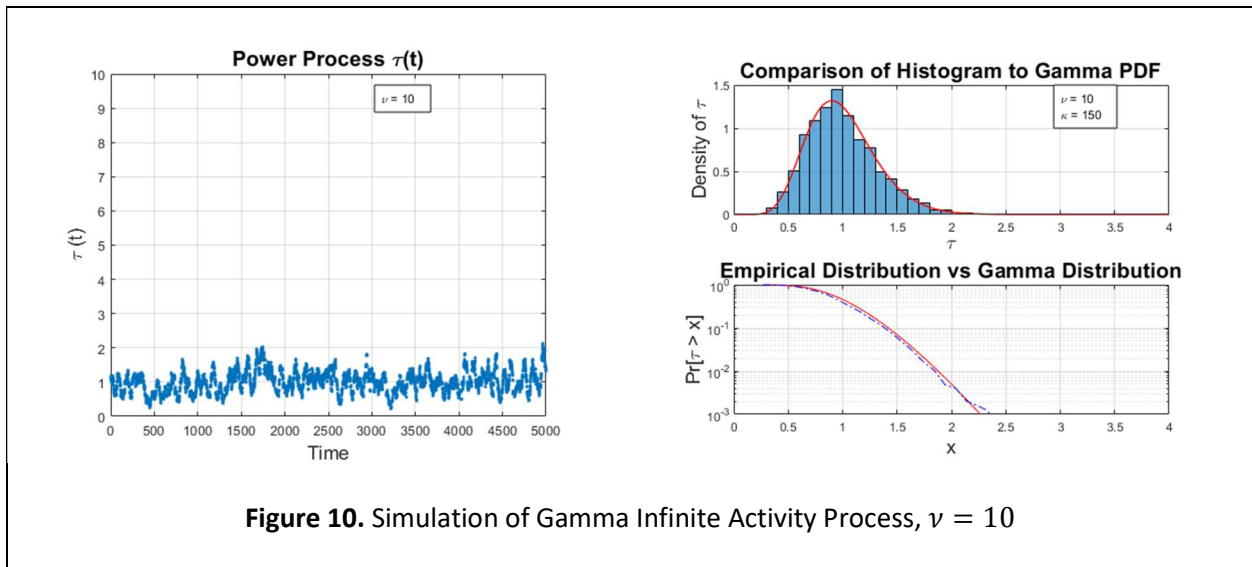 Power Process τ(t)
ν = 10
10
9
8
7
6
5
4
3
2
1
0
τ (t)
0 500 1000 1500 2000 2500 3000 3500 4000 4500 5000
Time
Comparison of Histogram to Gamma PDF
ν = 10
κ = 150
1.5
1
0.5
0
Density of τ
0 0.5 1 1.5 2 2.5 3 3.5 4
τ
Empirical Distribution vs Gamma Distribution
10⁰
10⁻¹
10⁻²
10⁻³
Pr[τ > x]
0 0.5 1 1.5 2 2.5 3 3.5 4
x
Figure 10. Simulation of Gamma Infinite Activity Process, 𝜈 = 10